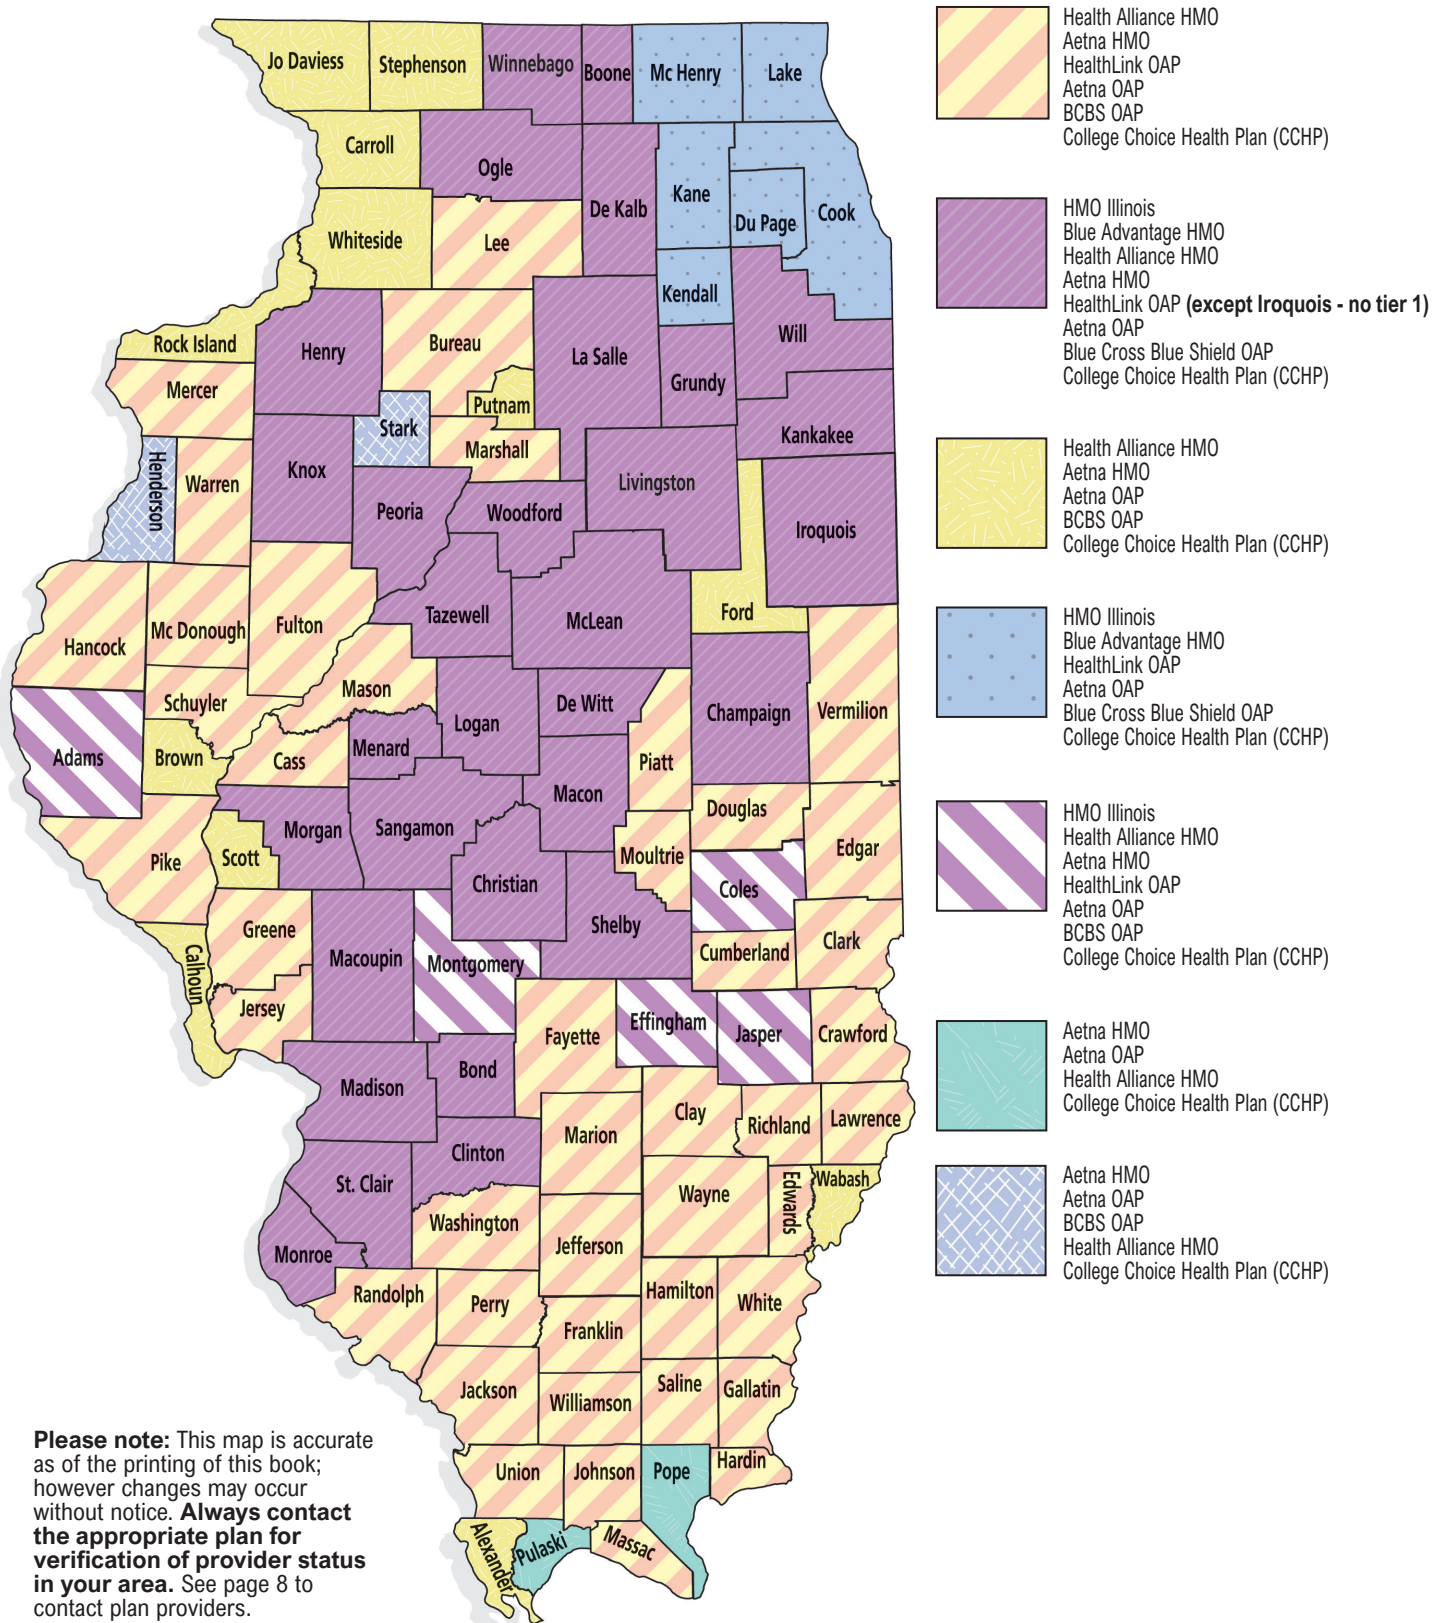 Jo Daviess
Stephenson
Winnebago
Boone
Mc Henry
Lake
Carroll
Ogle
De Kalb
Kane
Du Page
Cook
Whiteside
Lee
Kendall
Rock Island
Henry
Bureau
La Salle
Will
Grundy
Mercer
Putnam
Stark
Kankakee
Henderson
Warren
Knox
Marshall
Livingston
Peoria
Woodford
Iroquois
Hancock
Mc Donough
Fulton
Tazewell
McLean
Ford
Schuyler
Mason
Logan
De Witt
Champaign
Vermilion
Adams
Brown
Cass
Menard
Piatt
Macon
Douglas
Pike
Scott
Morgan
Sangamon
Moultrie
Edgar
Christian
Coles
Greene
Shelby
Calhoun
Macoupin
Montgomery
Cumberland
Clark
Jersey
Fayette
Effingham
Jasper
Crawford
Madison
Bond
Clay
Richland
Lawrence
Marion
Clinton
St. Clair
Wayne
Edwards
Wabash
Washington
Jefferson
Monroe
Randolph
Perry
Hamilton
White
Franklin
Jackson
Williamson
Saline
Gallatin
Union
Johnson
Pope
Hardin
Alexander
Pulaski
Massac
Health Alliance HMO
Aetna HMO
HealthLink OAP
Aetna OAP
BCBS OAP
College Choice Health Plan (CCHP)
HMO Illinois
Blue Advantage HMO
Health Alliance HMO
Aetna HMO
HealthLink OAP (except Iroquois - no tier 1)
Aetna OAP
Blue Cross Blue Shield OAP
College Choice Health Plan (CCHP)
Health Alliance HMO
Aetna HMO
Aetna OAP
BCBS OAP
College Choice Health Plan (CCHP)
HMO Illinois
Blue Advantage HMO
HealthLink OAP
Aetna OAP
Blue Cross Blue Shield OAP
College Choice Health Plan (CCHP)
HMO Illinois
Health Alliance HMO
Aetna HMO
HealthLink OAP
Aetna OAP
BCBS OAP
College Choice Health Plan (CCHP)
Aetna HMO
Aetna OAP
Health Alliance HMO
College Choice Health Plan (CCHP)
Aetna HMO
Aetna OAP
BCBS OAP
Health Alliance HMO
College Choice Health Plan (CCHP)
Please note: This map is accurate
as of the printing of this book;
however changes may occur
without notice. Always contact
the appropriate plan for
verification of provider status
in your area. See page 8 to
contact plan providers.